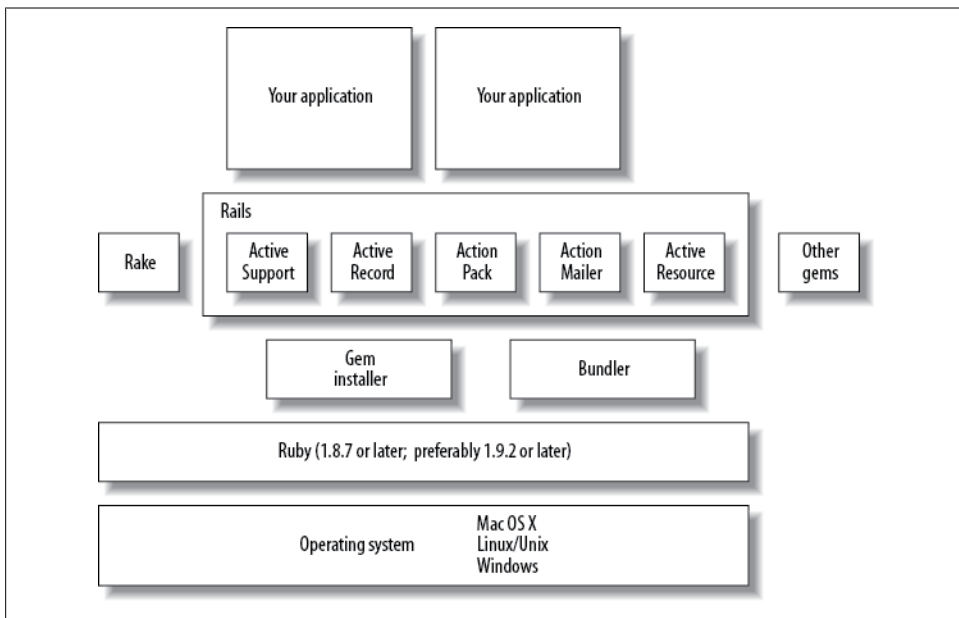 Your application
Your application
Rails
Rake
Active
Support
Active
Record
Action
Pack
Action
Mailer
Active
Resource
Other
gems
Gem
installer
Bundler
Ruby (1.8.7 or later; preferably 1.9.2 or later)
Operating system
Mac OS X
Linux/Unix
Windows